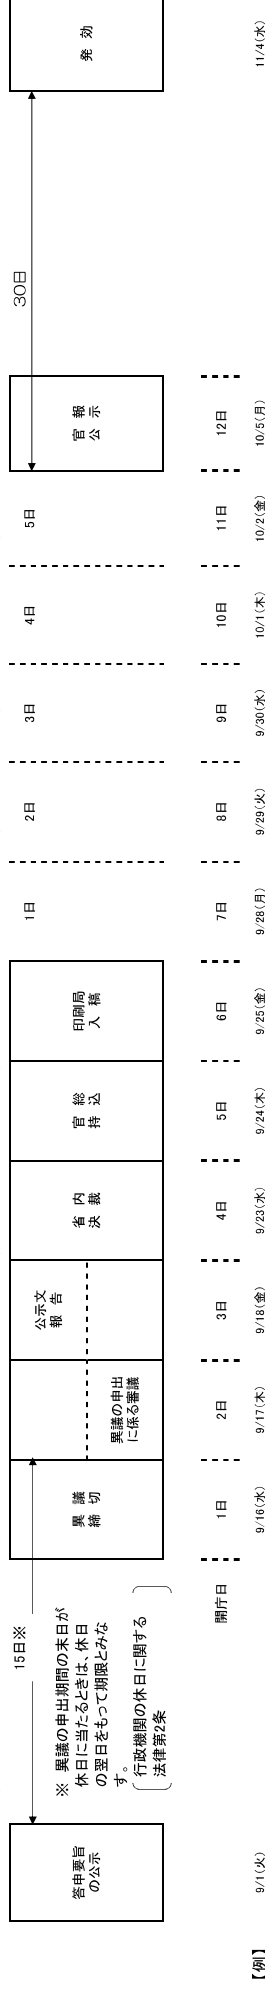 答申要旨
の公示
15日※
※ 異議の申出期間の末日が
休日に当たるときは、休日
の翌日をもって期限とみな
す。
行政機関の休日に関する
法律第2条
異 議
締 切
公示文
報 告
異議の申出
に係る審議
省 内
決 裁
官 総
持 込
印刷局
入 稿
1日
2日
3日
4日
5日
官 報
公 示
30日
発 効
開庁日
1日
2日
3日
4日
5日
6日
7日
8日
9日
10日
11日
12日
【例】
9/1(火)
9/16(水)
9/17(木)
9/18(金)
9/23(水)
9/24(木)
9/25(金)
9/28(月)
9/29(火)
9/30(水)
10/1(木)
10/2(金)
10/5(月)
11/4(水)